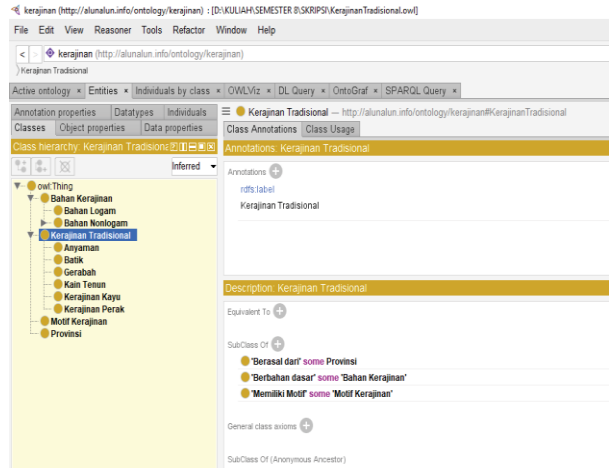 kerajinan (http://alunalun.info/ontology/kerajinan) : [D:\KULIAH\SEMESTER 8\SKRIPSI\KerajinanTradisional.owl]
File Edit View Reasoner Tools Refactor Window Help
< > kerajinan (http://alunalun.info/ontology/kerajinan)
Kerajinan Tradisional
Active ontology × Entities × Individuals by class × OWLViz × DL Query × OntoGraf × SPARQL Query ×
Annotation properties Datatypes Individuals
Classes Object properties Data properties
Class hierarchy: Kerajinan Tradisiona
Inferred
owl:Thing
Bahan Kerajinan
Bahan Logam
Bahan Nonlogam
Kerajinan Tradisional
Anyaman
Batik
Gerabah
Kain Tenun
Kerajinan Kayu
Kerajinan Perak
Motif Kerajinan
Provinsi
Kerajinan Tradisional — http://alunalun.info/ontology/kerajinan#KerajinanTradisional
Class Annotations Class Usage
Annotations: Kerajinan Tradisional
Annotations
rdfs:label
Kerajinan Tradisional
Description: Kerajinan Tradisional
Equivalent To
SubClass Of
'Berasal dari' some Provinsi
'Berbahan dasar' some 'Bahan Kerajinan'
'Memiliki Motif' some 'Motif Kerajinan'
General class axioms
SubClass Of (Anonymous Ancestor)